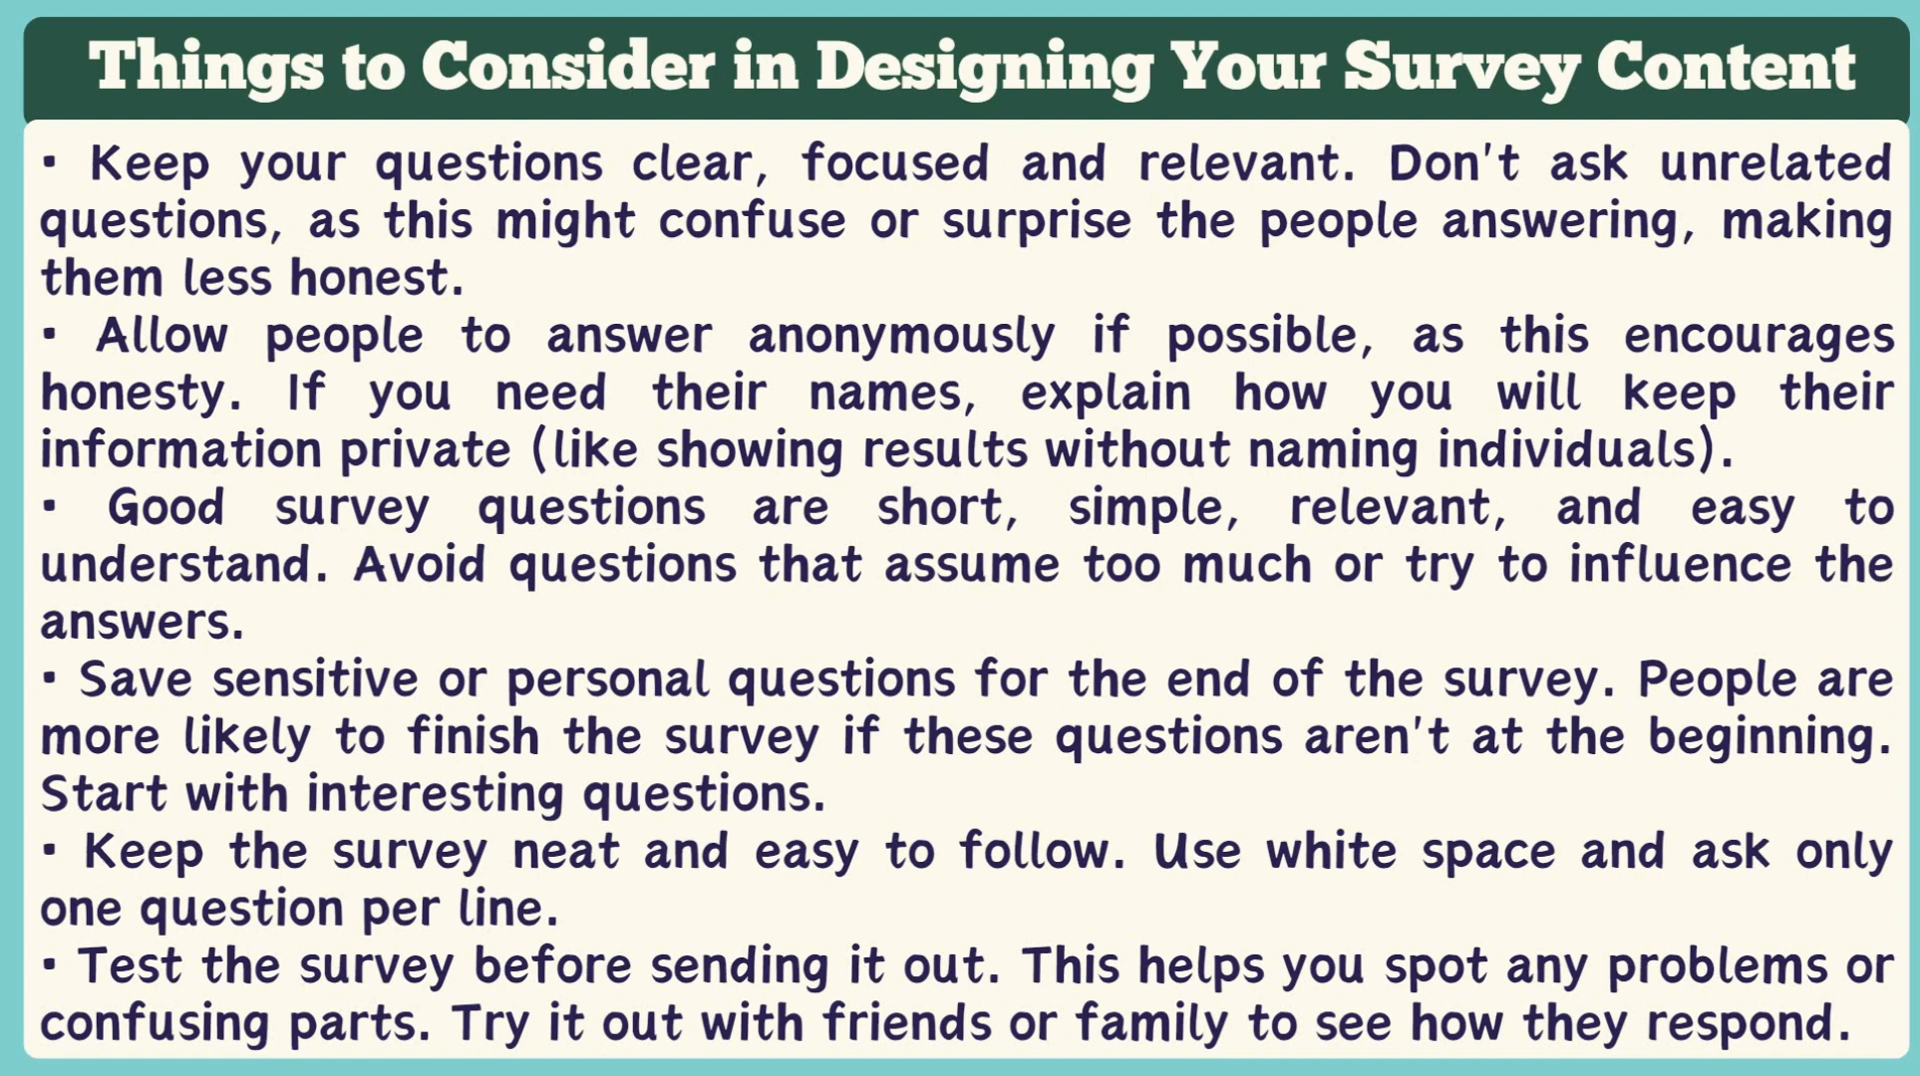 Things to Consider in Designing Your Survey Content
▪ Keep your questions clear, focused and relevant. Don't ask unrelated
questions, as this might confuse or surprise the people answering, making
them less honest.
▪ Allow people to answer anonymously if possible, as this encourages
honesty. If you need their names, explain how you will keep their
information private (like showing results without naming individuals).
▪ Good survey questions are short, simple, relevant, and easy to
understand. Avoid questions that assume too much or try to influence the
answers.
▪ Save sensitive or personal questions for the end of the survey. People are
more likely to finish the survey if these questions aren't at the beginning.
Start with interesting questions.
▪ Keep the survey neat and easy to follow. Use white space and ask only
one question per line.
▪ Test the survey before sending it out. This helps you spot any problems or
confusing parts. Try it out with friends or family to see how they respond.